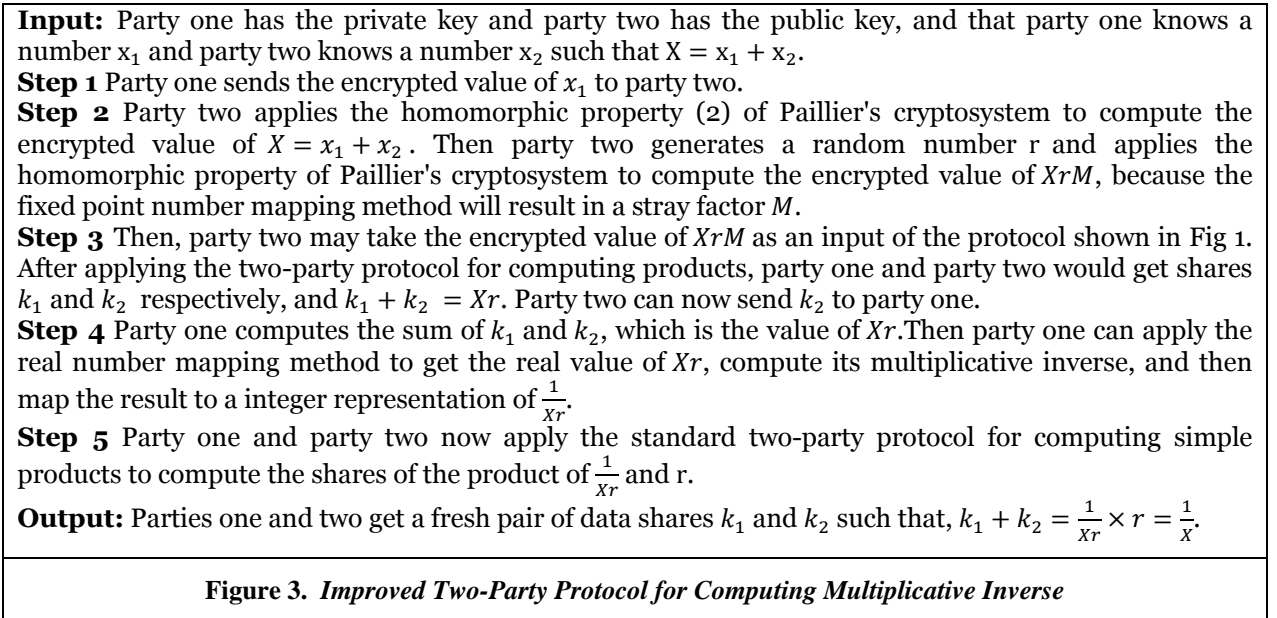 Input: Party one has the private key and party two has the public key, and that party one knows a
number x₁ and party two knows a number x₂ such that X = x₁ + x₂.
Step 1 Party one sends the encrypted value of x₁ to party two.
Step 2 Party two applies the homomorphic property (2) of Paillier's cryptosystem to compute the
encrypted value of X = x₁ + x₂ . Then party two generates a random number r and applies the
homomorphic property of Paillier's cryptosystem to compute the encrypted value of XrM, because the
fixed point number mapping method will result in a stray factor M.
Step 3 Then, party two may take the encrypted value of XrM as an input of the protocol shown in Fig 1.
After applying the two-party protocol for computing products, party one and party two would get shares
k₁ and k₂ respectively, and k₁ + k₂ = Xr. Party two can now send k₂ to party one.
Step 4 Party one computes the sum of k₁ and k₂, which is the value of Xr.Then party one can apply the
real number mapping method to get the real value of Xr, compute its multiplicative inverse, and then
map the result to a integer representation of 1/Xr.
Step 5 Party one and party two now apply the standard two-party protocol for computing simple
products to compute the shares of the product of 1/Xr and r.
Output: Parties one and two get a fresh pair of data shares k₁ and k₂ such that, k₁ + k₂ = 1/Xr × r = 1/X.
Figure 3. Improved Two-Party Protocol for Computing Multiplicative Inverse